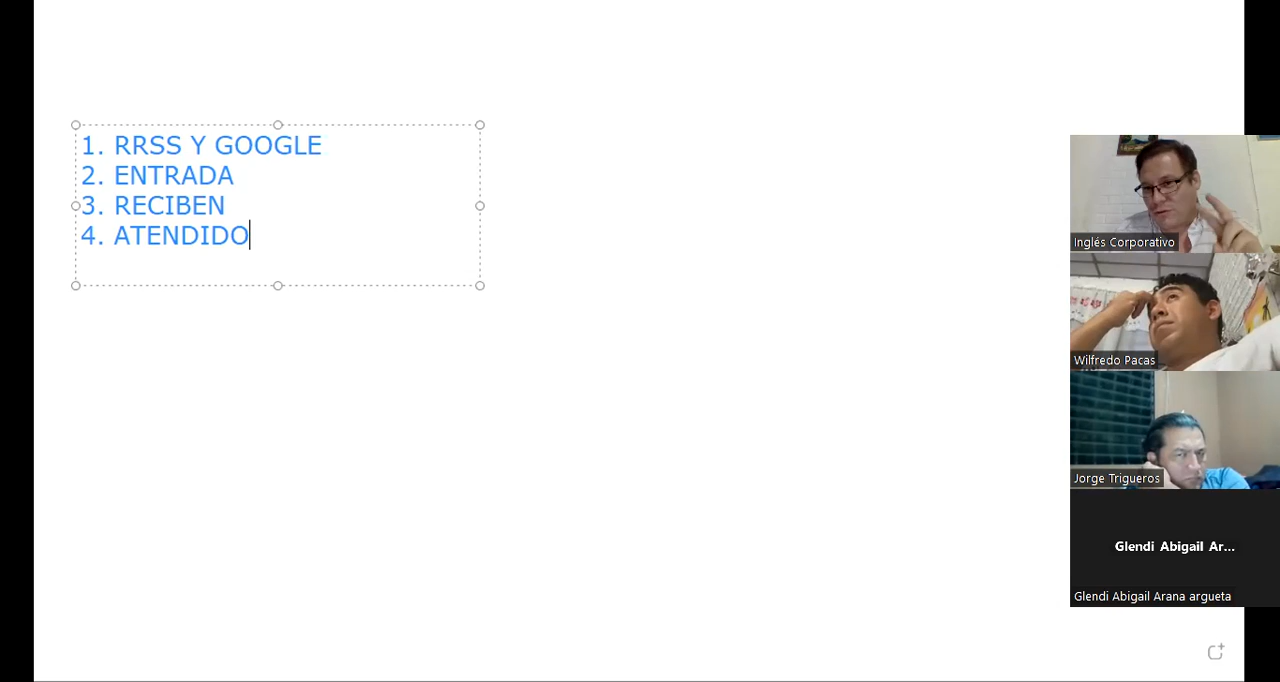 1. RRSS Y GOOGLE
2. ENTRADA
3. RECIBEN
4. ATENDIDO
Inglés Corporativo
Wilfredo Pacas
Jorge Trigueros
Glendi Abigail Ar...
Glendi Abigail Arana argueta